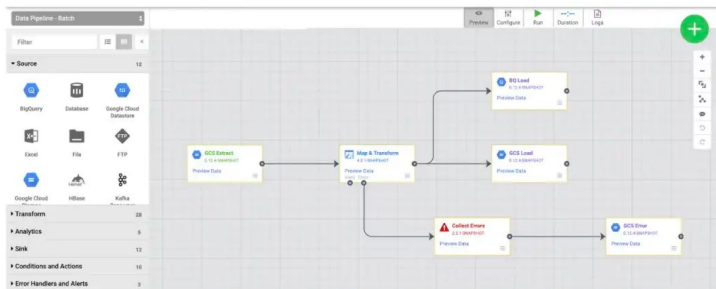 Data Pipeline - Batch
Preview
Configure
Run
Duration
Logs
Filter
Source 12
BigQuery
Database
Google Cloud Datastore
Excel
File
FTP
Google Cloud
HBase
Kafka
Transform 28
Analytics 5
Sink 12
Conditions and Actions 10
Error Handlers and Alerts 5
GCS Extract
Preview Data
Map & Transform
Preview Data
BQ Load
Preview Data
GCS Load
Preview Data
Collect Errors
Preview Data
GCS Error
Preview Data